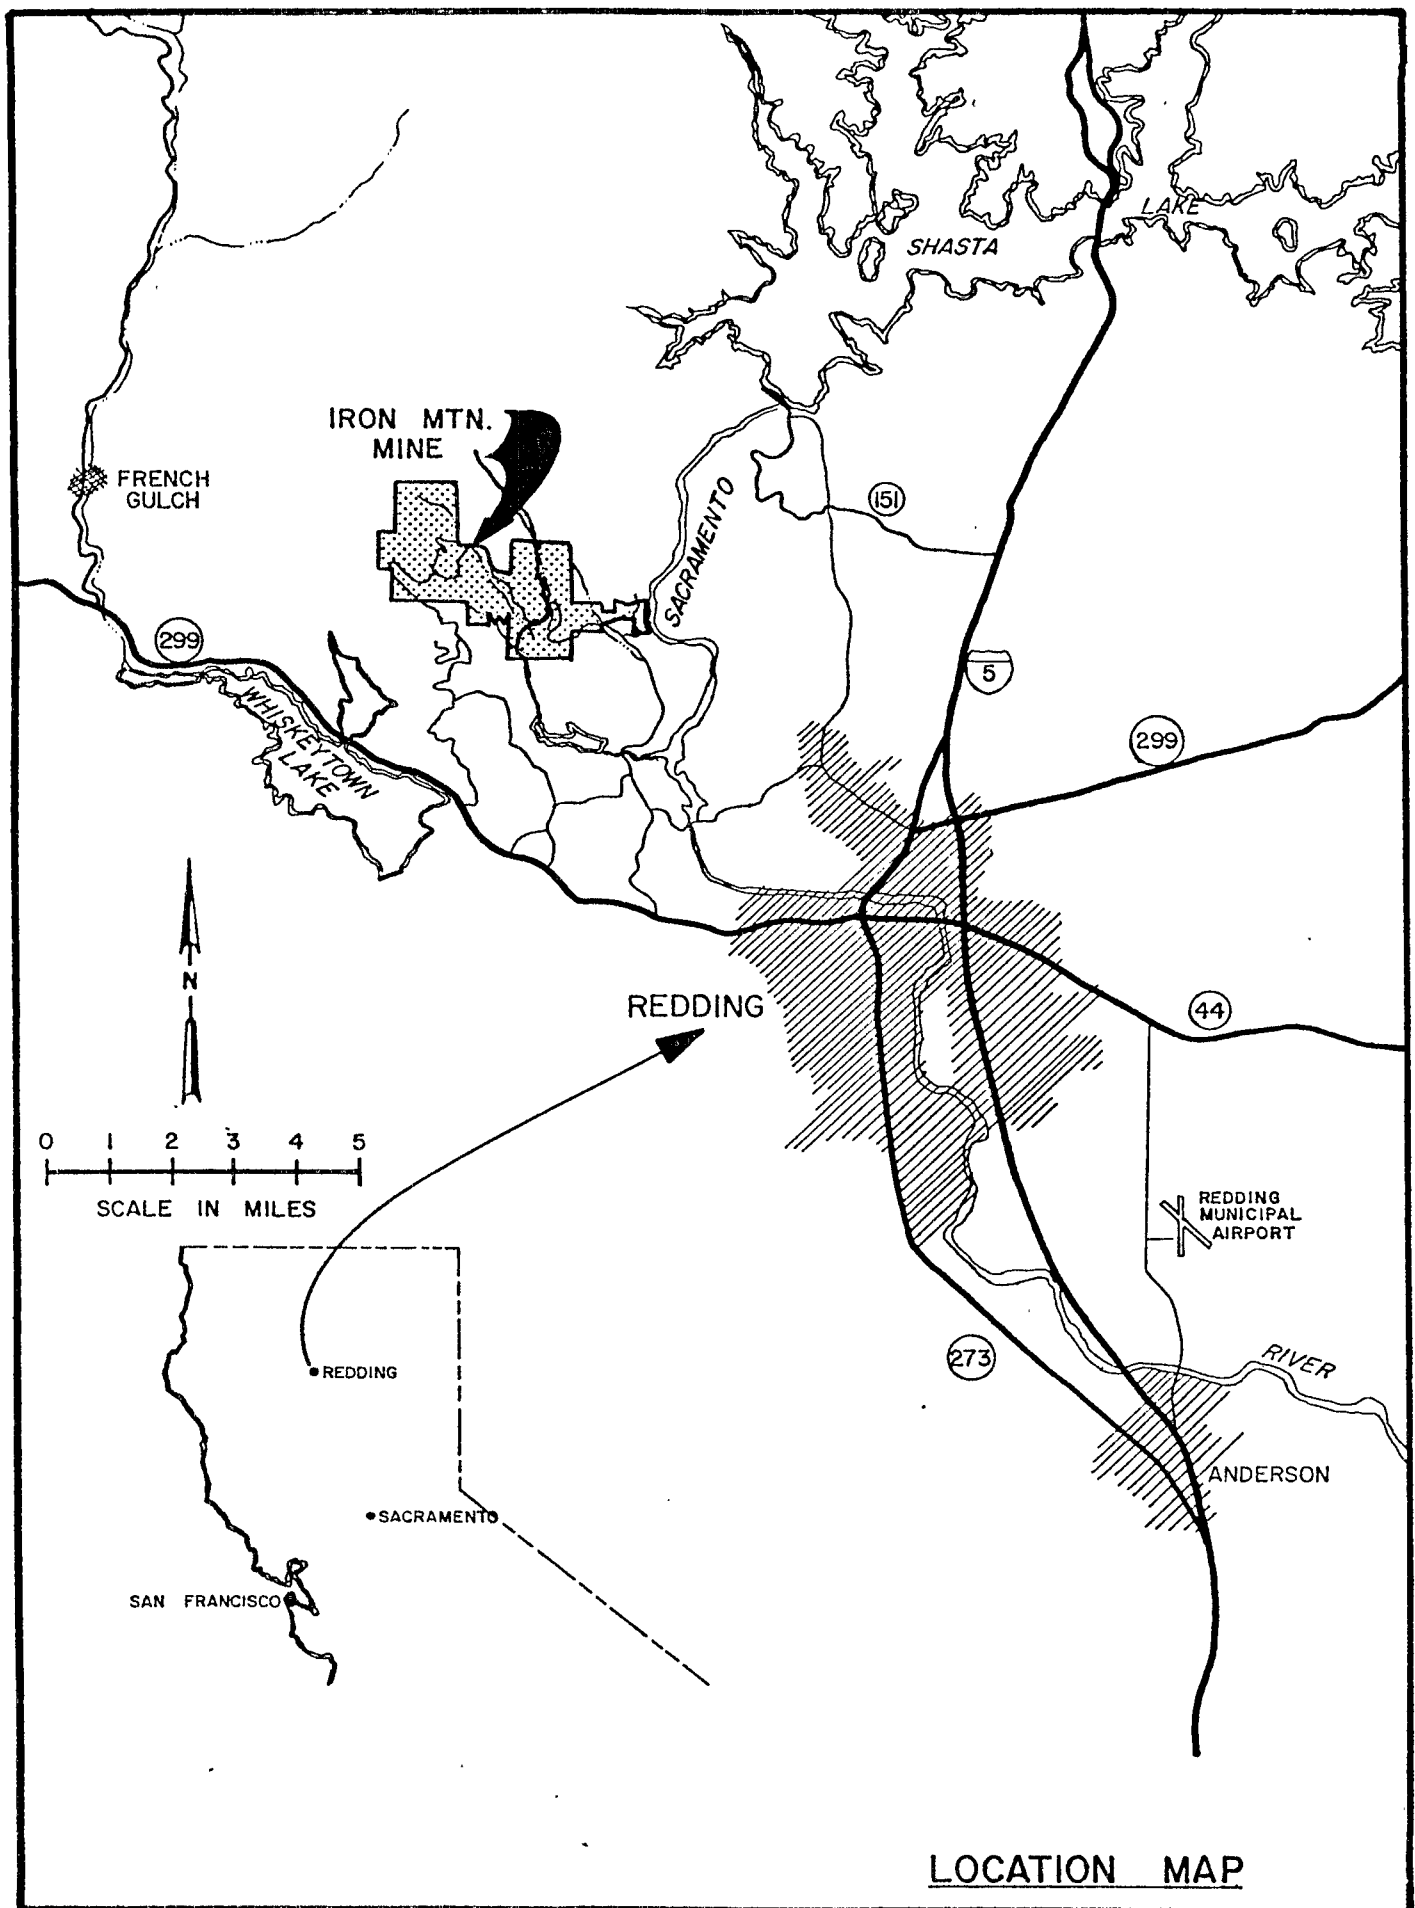 LAKE
SHASTA
IRON MTN.
MINE
FRENCH
GULCH
SACRAMENTO
151
299
5
WHISKEYTOWN
LAKE
299
N
REDDING
44
0 1 2 3 4 5
SCALE IN MILES
REDDING
MUNICIPAL
AIRPORT
273
RIVER
REDDING
ANDERSON
SACRAMENTO
SAN FRANCISCO
LOCATION MAP